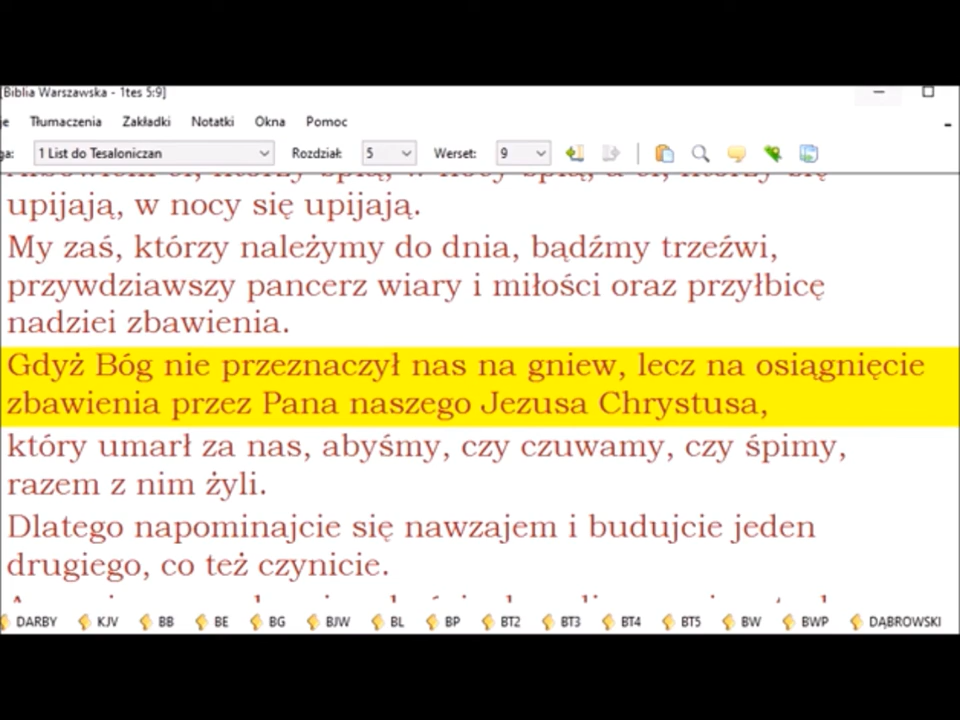 [Biblia Warszawska - 1tes 5:9]
je Tłumaczenia Zakładki Notatki Okna Pomoc
ga: 1 List do Tesaloniczan Rozdział: 5 Werset: 9
upijają, w nocy się upijają.
My zaś, którzy należymy do dnia, bądźmy trzeźwi,
przywdziawszy pancerz wiary i miłości oraz przyłbicę
nadziei zbawienia.
Gdyż Bóg nie przeznaczył nas na gniew, lecz na osiągnięcie
zbawienia przez Pana naszego Jezusa Chrystusa,
który umarł za nas, abyśmy, czy czuwamy, czy śpimy,
razem z nim żyli.
Dlatego napominajcie się nawzajem i budujcie jeden
drugiego, co też czynicie.
DARBY KJV BB BE BG BJW BL BP BT2 BT3 BT4 BT5 BW BWP DĄBROWSKI